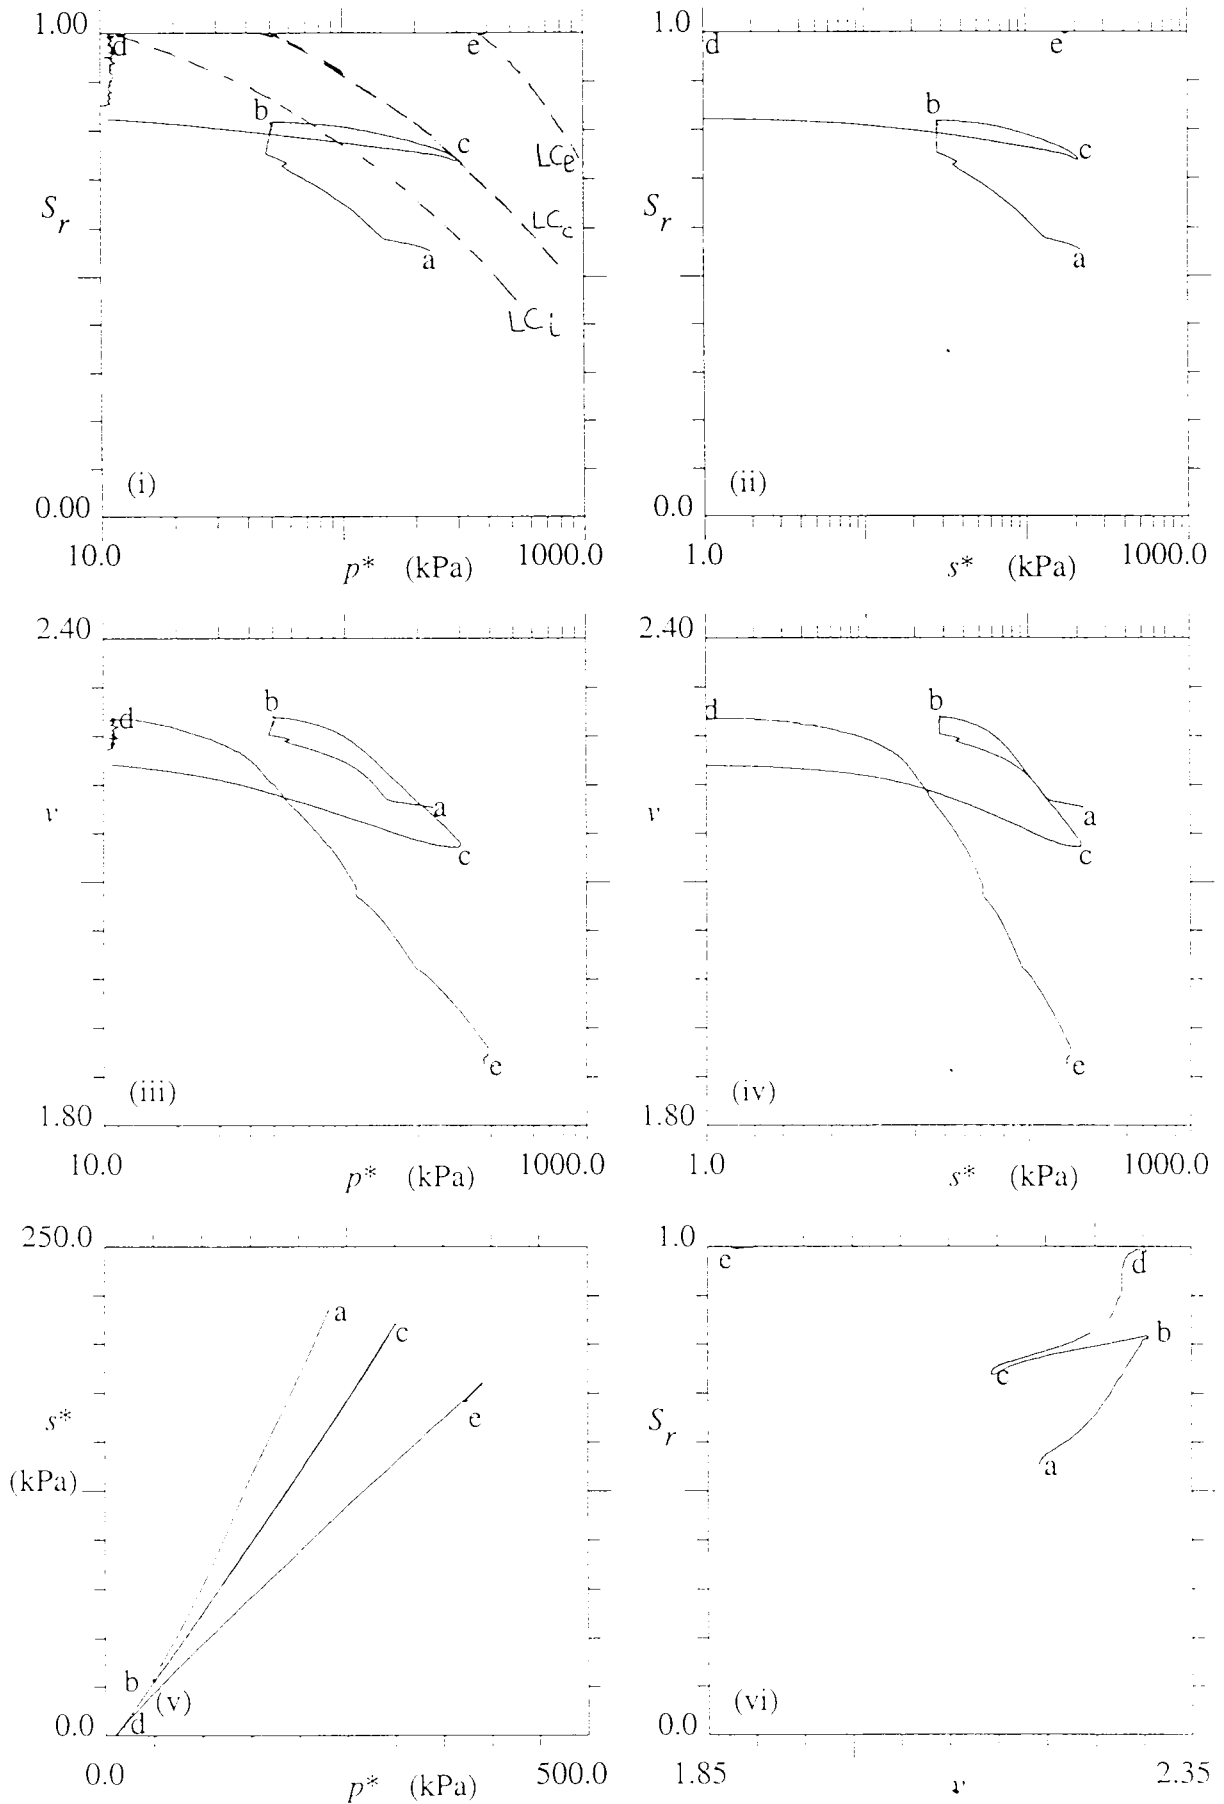 1.00
d
e
b
c
a
LCe
LCc
LCi
Sr
(i)
0.00
10.0
p* (kPa)
1000.0
1.0
d
e
b
c
a
Sr
(ii)
0.0
1.0
s* (kPa)
1000.0
2.40
b
d
a
c
e
v
(iii)
1.80
10.0
p* (kPa)
1000.0
2.40
b
d
a
c
e
v
(iv)
1.80
1.0
s* (kPa)
1000.0
250.0
a
c
e
s*
(kPa)
b
(v)
d
0.0
0.0
p* (kPa)
500.0
1.0
e
d
b
c
a
Sr
(vi)
0.0
1.85
v
2.35